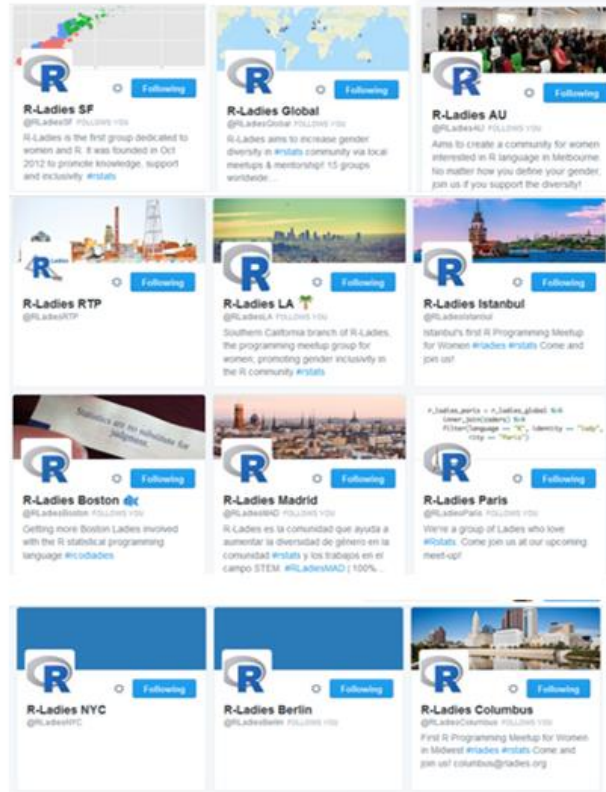 R-Ladies SF
@RLadiesSF FOLLOWS YOU
R-Ladies is the first group dedicated to
women and R. It was founded in Oct
2012 to promote knowledge, support
and inclusivity. #rstats
Following
R-Ladies Global
@RLadiesGlobal FOLLOWS YOU
R-Ladies aims to increase gender
diversity in #rstats community via local
meetups & mentorship! 15 groups
worldwide...
Following
R-Ladies AU
@RLadiesAU FOLLOWS YOU
Aims to create a community for women
interested in R language in Melbourne.
No matter how you define your gender,
join us if you support the diversity!
Following
R-Ladies RTP
@RLadiesRTP
Following
R-Ladies LA 🌴
@RLadiesLA FOLLOWS YOU
Southern California branch of R-Ladies,
the programming meetup group for
women; promoting gender inclusivity in
the R community #rstats
Following
R-Ladies Istanbul
@RLadiesIstanbul
Istanbul's first R Programming Meetup
for Women #rladies #rstats Come and
join us!
Following
Statistics are no substitute for
judgment.
R-Ladies Boston
@RLadiesBoston FOLLOWS YOU
Getting more Boston Ladies involved
with the R statistical programming
language #rcodladies
Following
R-Ladies Madrid
@RLadiesMAD FOLLOWS YOU
R-Ladies es la comunidad que ayuda a
aumentar la diversidad de género en la
comunidad #rstats y los trabajos en el
campo STEM. #RLadiesMAD | 100%...
Following
r_ladies_paris = r_ladies_global %>%
inner_join(coders) %>%
filter(language == "R", identity == "lady",
city == "Paris")
R-Ladies Paris
@RLadiesParis FOLLOWS YOU
We're a group of Ladies who love
#Rstats. Come join us at our upcoming
meet-up!
Following
R-Ladies NYC
@RLadiesNYC
Following
R-Ladies Berlin
@RLadiesBerlin FOLLOWS YOU
Following
R-Ladies Columbus
@RLadiesColumbus FOLLOWS YOU
First R Programming Meetup for Women
in Midwest #rladies #rstats Come and
join us! columbus@rladies.org
Following